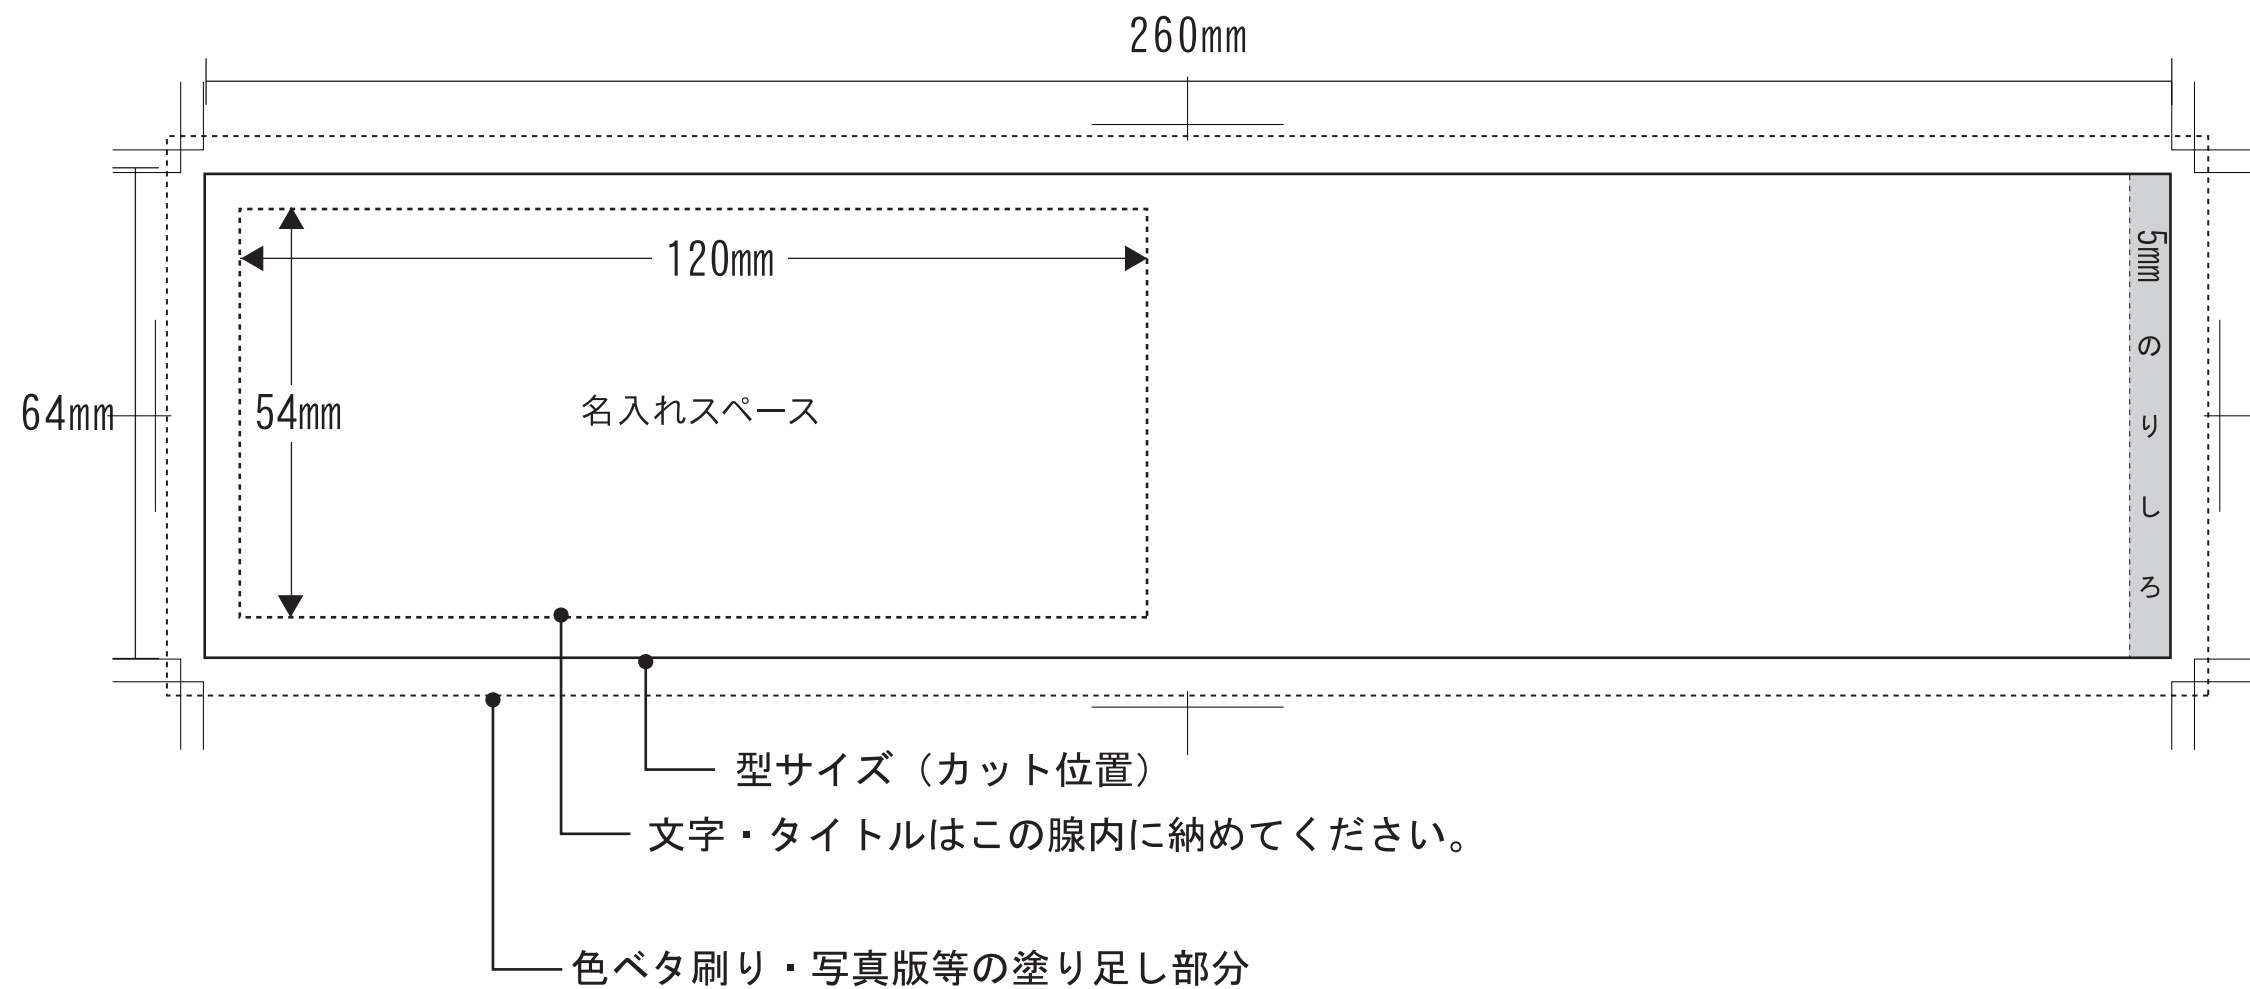 260mm
120mm
64mm
54mm
名入れスペース
5mm のりしろ
型サイズ（カット位置）
文字・タイトルはこの腺内に納めてください。
色ベタ刷り・写真版等の塗り足し部分